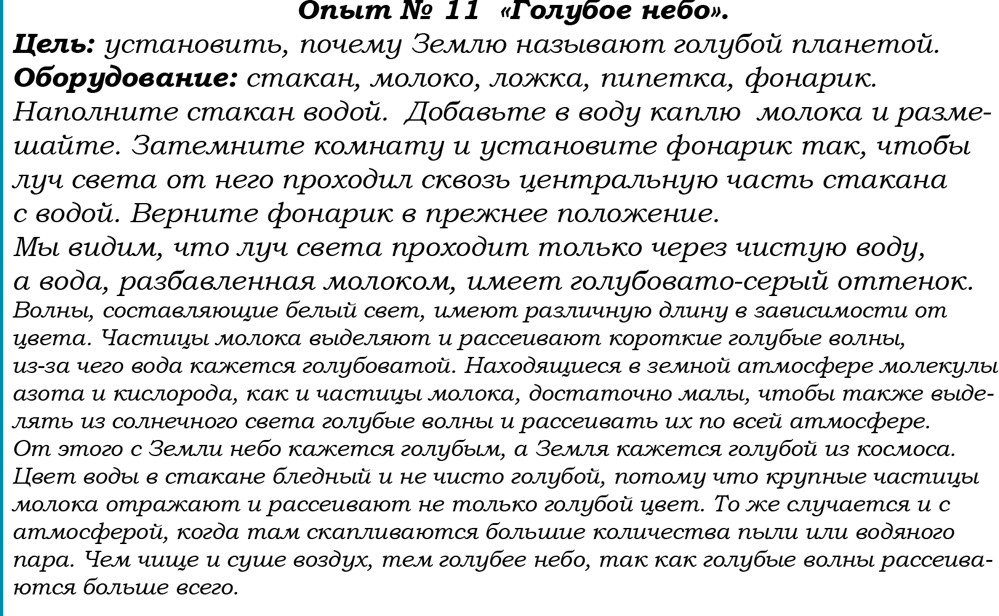 Опыт № 11 «Голубое небо».
Цель: установить, почему Землю называют голубой планетой.
Оборудование: стакан, молоко, ложка, пипетка, фонарик.
Наполните стакан водой. Добавьте в воду каплю молока и разме-
шайте. Затемните комнату и установите фонарик так, чтобы
луч света от него проходил сквозь центральную часть стакана
с водой. Верните фонарик в прежнее положение.
Мы видим, что луч света проходит только через чистую воду,
а вода, разбавленная молоком, имеет голубовато-серый оттенок.
Волны, составляющие белый свет, имеют различную длину в зависимости от
цвета. Частицы молока выделяют и рассеивают короткие голубые волны,
из-за чего вода кажется голубоватой. Находящиеся в земной атмосфере молекулы
азота и кислорода, как и частицы молока, достаточно малы, чтобы также выде-
лять из солнечного света голубые волны и рассеивать их по всей атмосфере.
От этого с Земли небо кажется голубым, а Земля кажется голубой из космоса.
Цвет воды в стакане бледный и не чисто голубой, потому что крупные частицы
молока отражают и рассеивают не только голубой цвет. То же случается и с
атмосферой, когда там скапливаются большие количества пыли или водяного
пара. Чем чище и суше воздух, тем голубее небо, так как голубые волны рассеива-
ются больше всего.